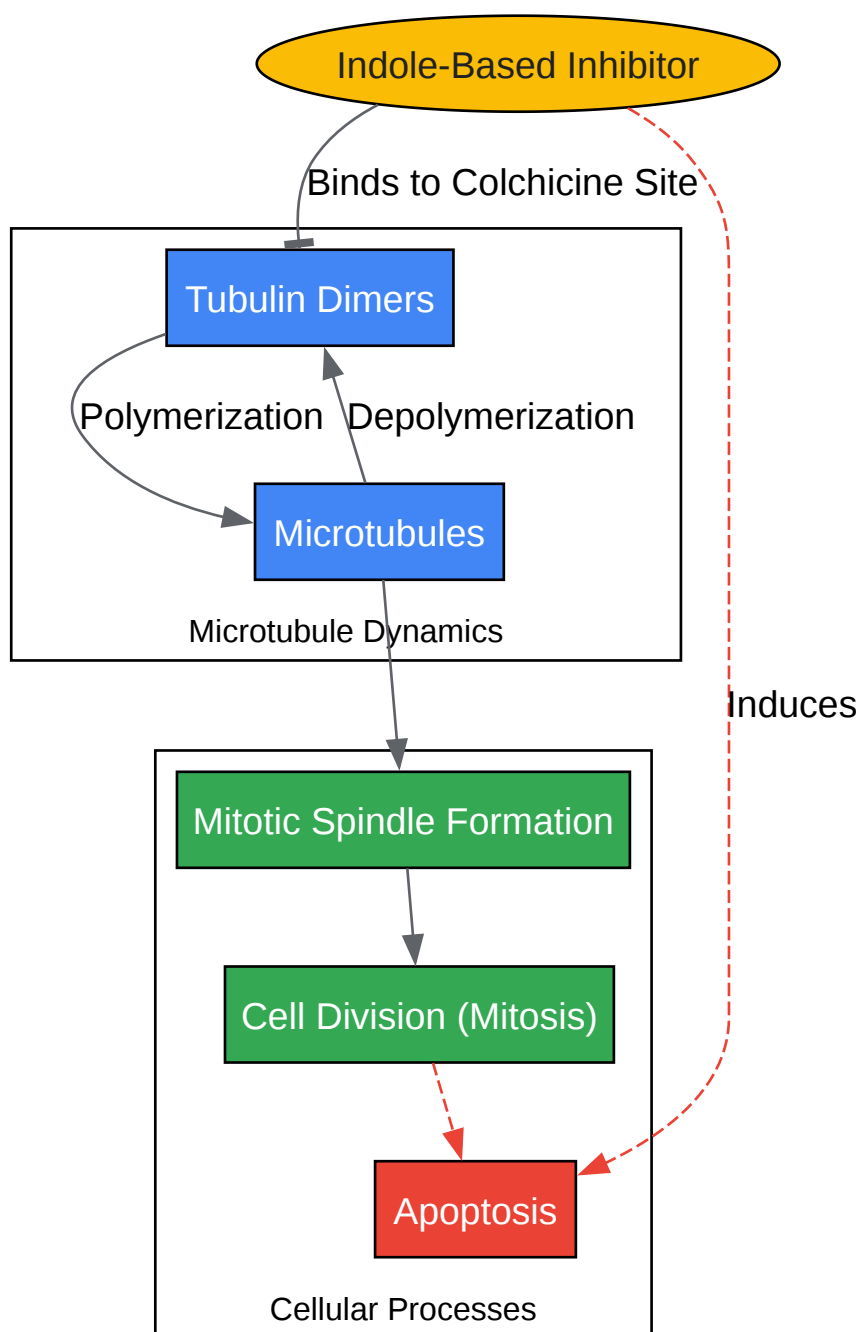 Indole-Based Inhibitor
Binds to Colchicine Site
Tubulin Dimers
Polymerization
Depolymerization
Microtubules
Microtubule Dynamics
Induces
Mitotic Spindle Formation
Cell Division (Mitosis)
Apoptosis
Cellular Processes